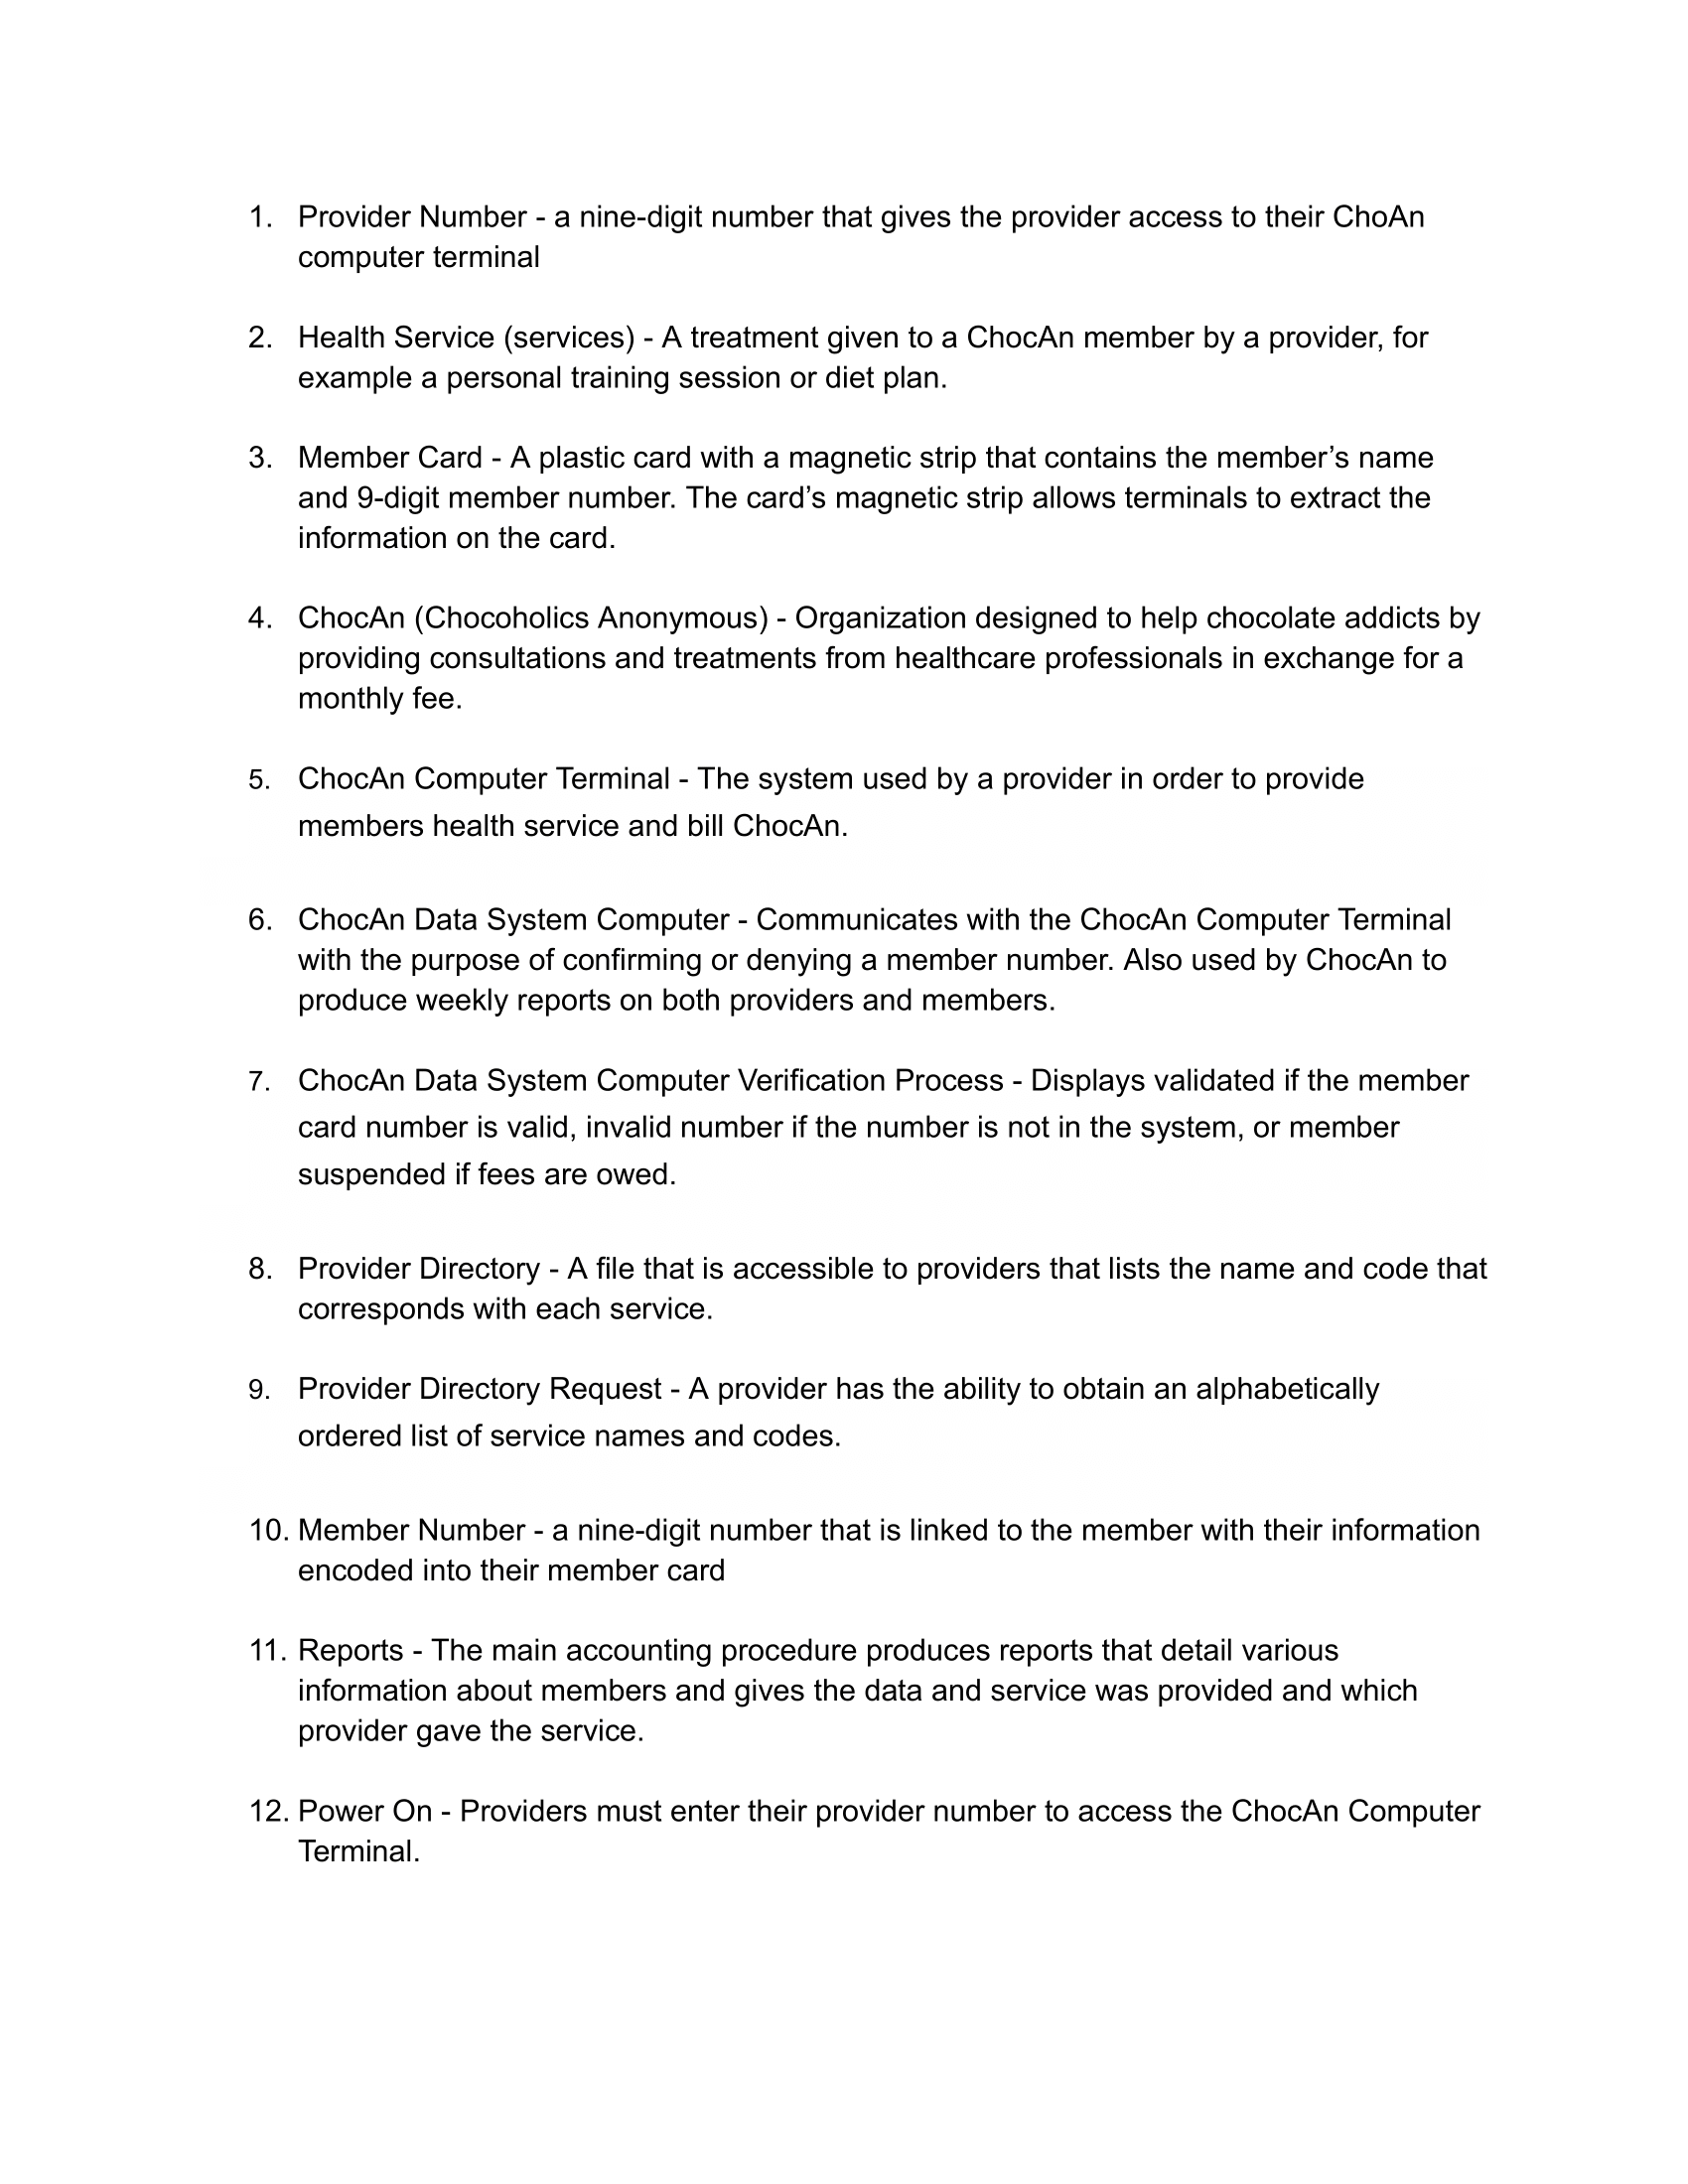 1. Provider Number - a nine-digit number that gives the provider access to their ChoAn
computer terminal
2. Health Service (services) - A treatment given to a ChocAn member by a provider, for
example a personal training session or diet plan.
3. Member Card - A plastic card with a magnetic strip that contains the member’s name
and 9-digit member number. The card’s magnetic strip allows terminals to extract the
information on the card.
4. ChocAn (Chocoholics Anonymous) - Organization designed to help chocolate addicts by
providing consultations and treatments from healthcare professionals in exchange for a
monthly fee.
5. ChocAn Computer Terminal - The system used by a provider in order to provide
members health service and bill ChocAn.
6. ChocAn Data System Computer - Communicates with the ChocAn Computer Terminal
with the purpose of confirming or denying a member number. Also used by ChocAn to
produce weekly reports on both providers and members.
7. ChocAn Data System Computer Verification Process - Displays validated if the member
card number is valid, invalid number if the number is not in the system, or member
suspended if fees are owed.
8. Provider Directory - A file that is accessible to providers that lists the name and code that
corresponds with each service.
9. Provider Directory Request - A provider has the ability to obtain an alphabetically
ordered list of service names and codes.
10. Member Number - a nine-digit number that is linked to the member with their information
encoded into their member card
11. Reports - The main accounting procedure produces reports that detail various
information about members and gives the data and service was provided and which
provider gave the service.
12. Power On - Providers must enter their provider number to access the ChocAn Computer
Terminal.